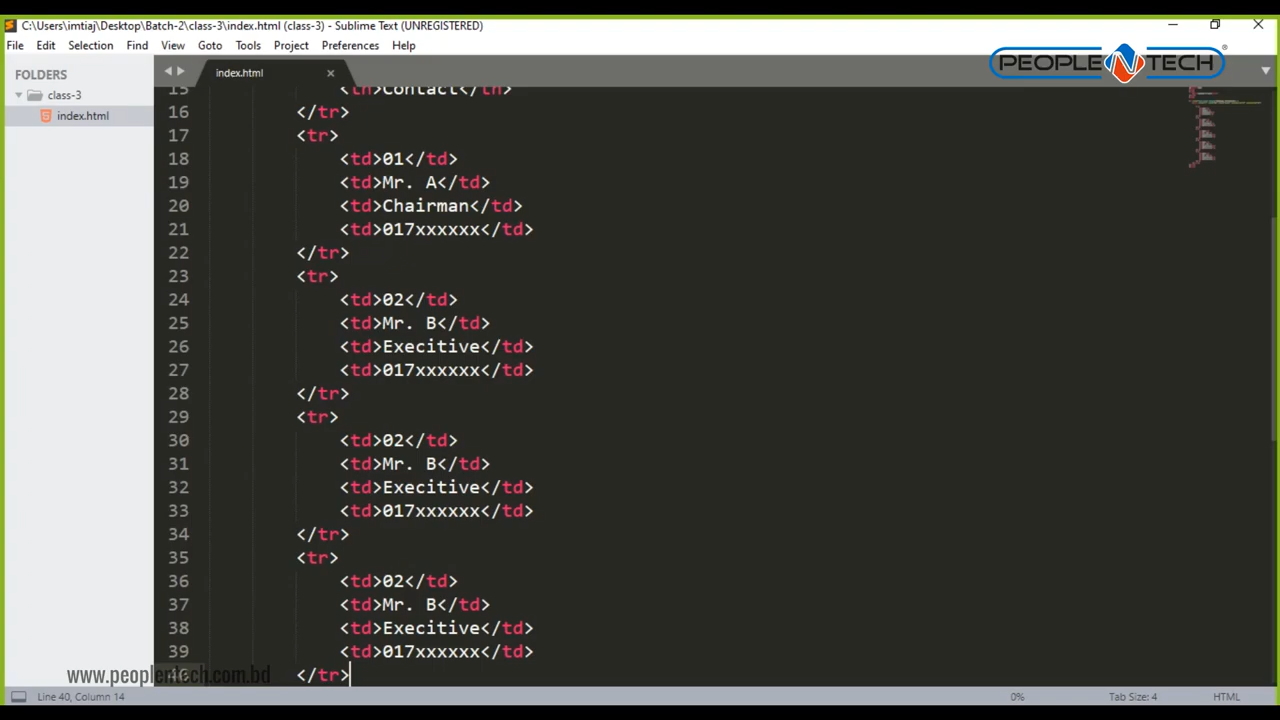 C:\Users\imtiaj\Desktop\Batch-2\class-3\index.html (class-3) - Sublime Text (UNREGISTERED)
File Edit Selection Find View Goto Tools Project Preferences Help
PEOPLE N TECH ®
FOLDERS
class-3
index.html
index.html
15 <th>Contact</th>
16 </tr>
17 <tr>
18 <td>01</td>
19 <td>Mr. A</td>
20 <td>Chairman</td>
21 <td>017xxxxxx</td>
22 </tr>
23 <tr>
24 <td>02</td>
25 <td>Mr. B</td>
26 <td>Execitive</td>
27 <td>017xxxxxx</td>
28 </tr>
29 <tr>
30 <td>02</td>
31 <td>Mr. B</td>
32 <td>Execitive</td>
33 <td>017xxxxxx</td>
34 </tr>
35 <tr>
36 <td>02</td>
37 <td>Mr. B</td>
38 <td>Execitive</td>
39 <td>017xxxxxx</td>
40 </tr>
www.peoplentech.com.bd
Line 40, Column 14 0% Tab Size: 4 HTML